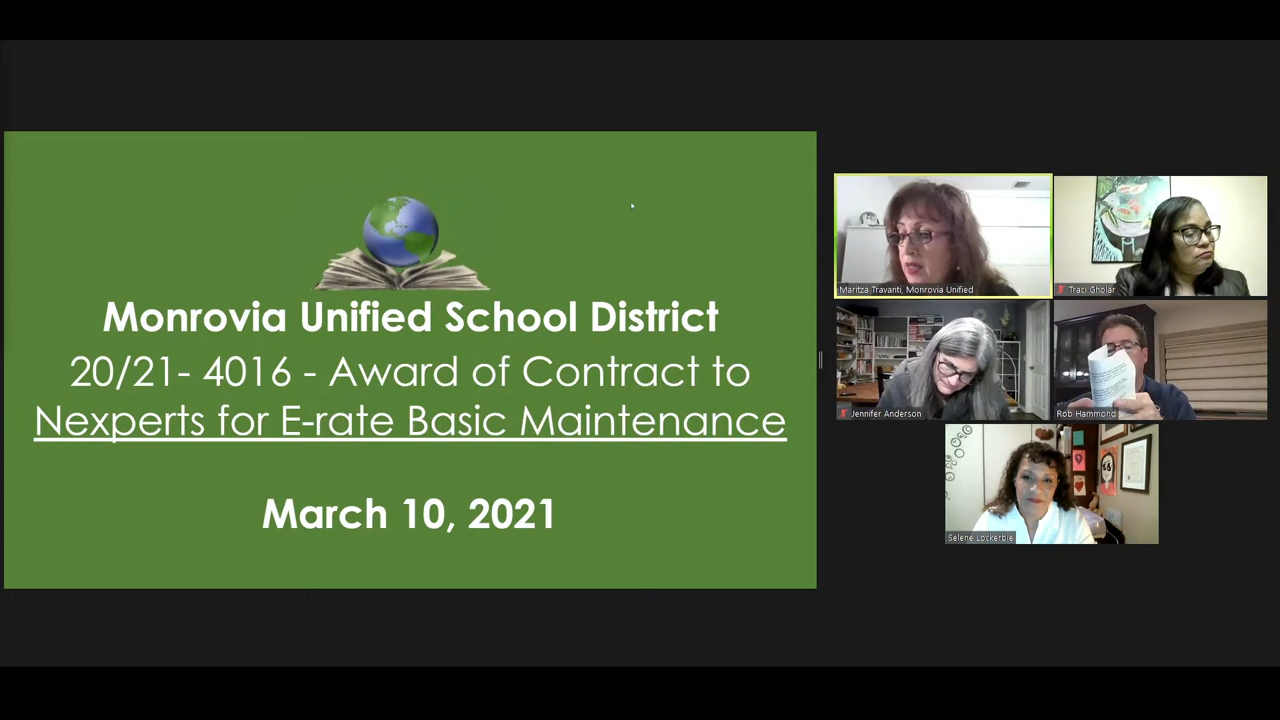 Monrovia Unified School District
20/21- 4016 - Award of Contract to
Nexperts for E-rate Basic Maintenance
March 10, 2021
Maritza Travanti, Monrovia Unified
Traci Gholar
Jennifer Anderson
Rob Hammond
Selene Lockerbie